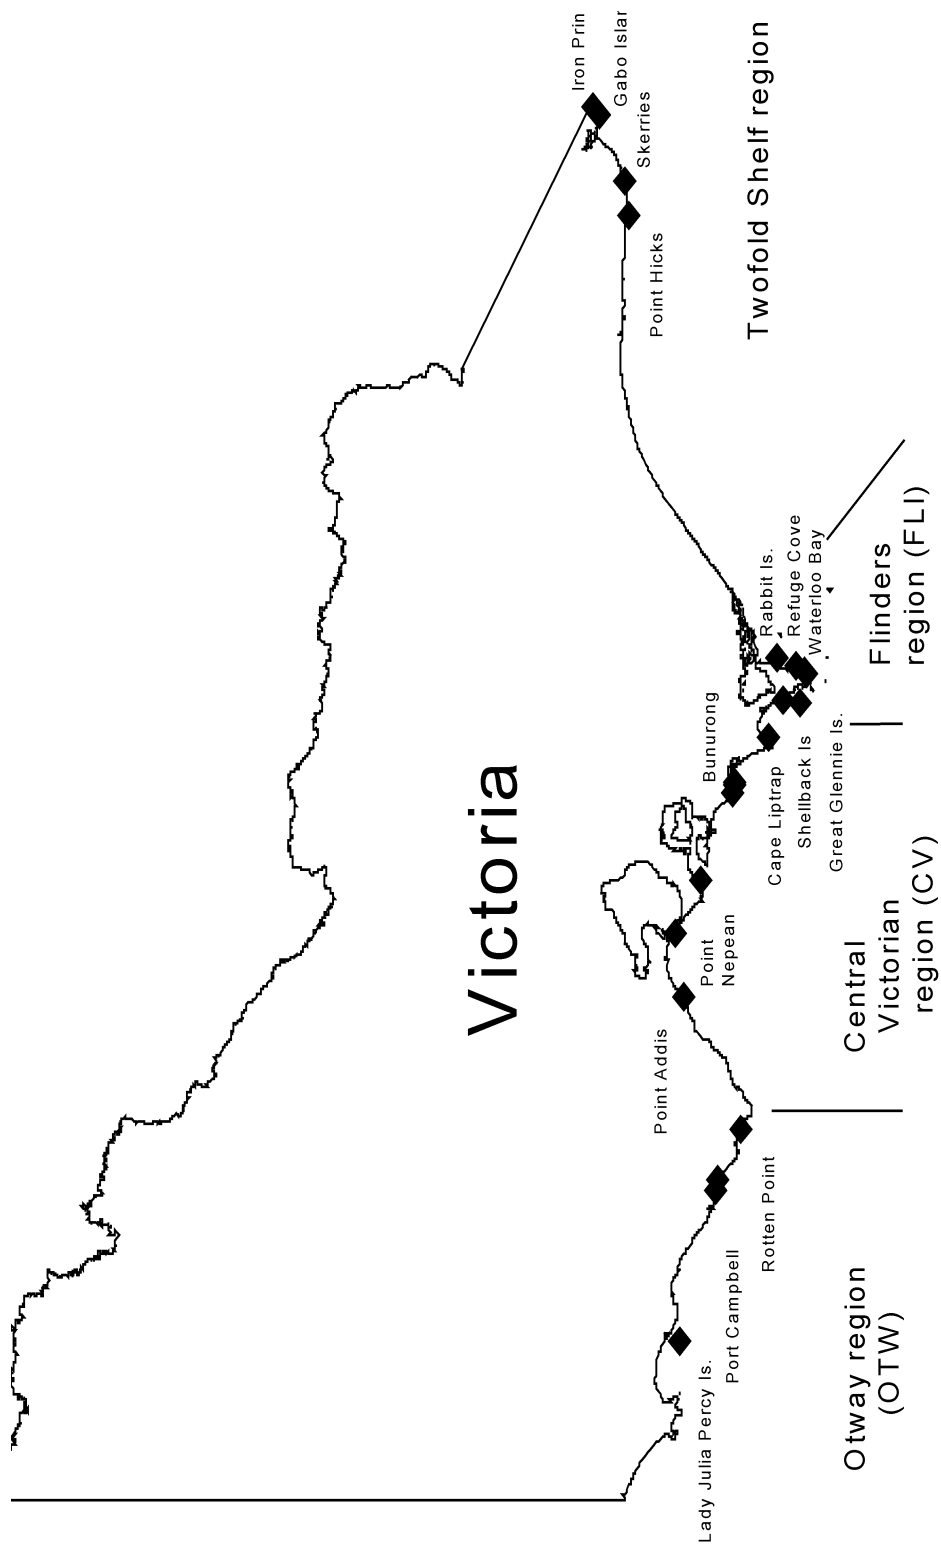 Victoria
Iron Prin
Gabo Islar
Skerries
Point Hicks
Twofold Shelf region
Rabbit Is.
Refuge Cove
Waterloo Bay
Flinders
region (FLI)
Bunurong
Cape Liptrap
Shellback Is
Great Glennie Is.
Point
Nepean
Central
Victorian
region (CV)
Point Addis
Rotten Point
Port Campbell
Lady Julia Percy Is.
Otway region
(OTW)